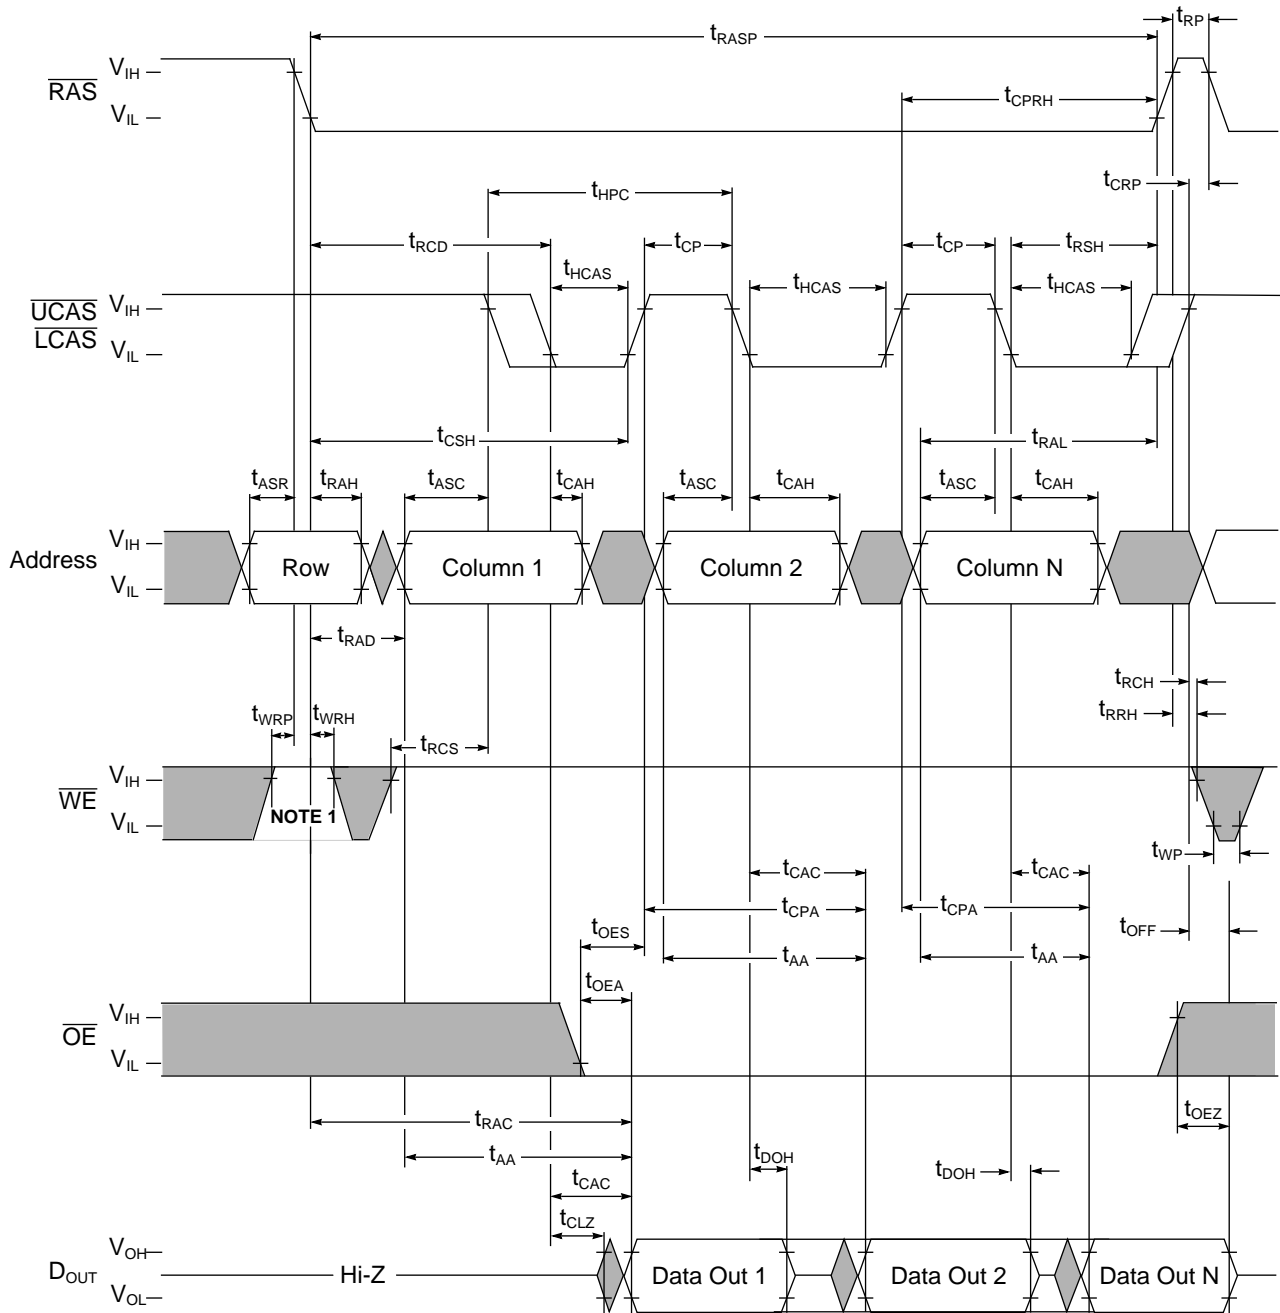 tRP
tRASP
RAS VIH
VIL
tCPRH
tCRP
tHPC
tRCD tCP tCP tRSH
tHCAS tHCAS tHCAS
UCAS VIH
LCAS VIL
tCSH tRAL
tASR tRAH tASC tCAH tASC tCAH tASC tCAH
Address VIH
VIL
Row Column 1 Column 2 Column N
tRAD
tRCH
tRRH
tWRP tWRH
tRCS
WE VIH
VIL
NOTE 1
tWP
tCAC tCAC
tCPA tCPA
tOES tOFF
tAA tAA
tOEA
OE VIH
VIL
tRAC tOEZ
tAA tDOH tDOH
tCAC
tCLZ
DOUT VOH
VOL
Hi-Z Data Out 1 Data Out 2 Data Out N